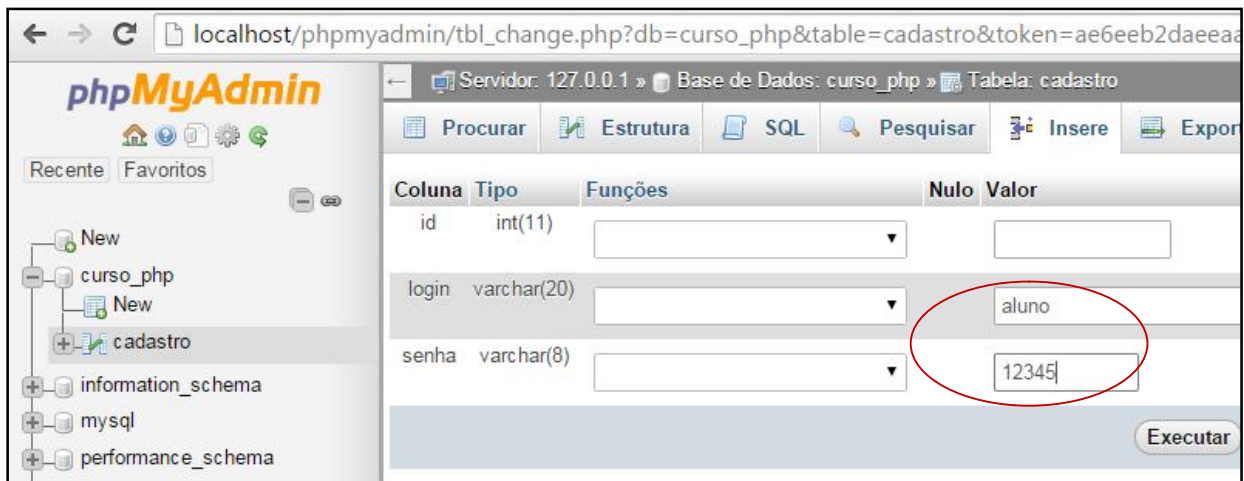 localhost/phpmyadmin/tbl_change.php?db=curso_php&table=cadastro&token=ae6eeb2daeeaa
phpMyAdmin
Recente Favoritos
New
curso_php
New
cadastro
information_schema
mysql
performance_schema
Servidor: 127.0.0.1 » Base de Dados: curso_php » Tabela: cadastro
Procurar Estrutura SQL Pesquisar Insere Export
Coluna Tipo Funções Nulo Valor
id int(11)
login varchar(20) aluno
senha varchar(8) 12345
Executar